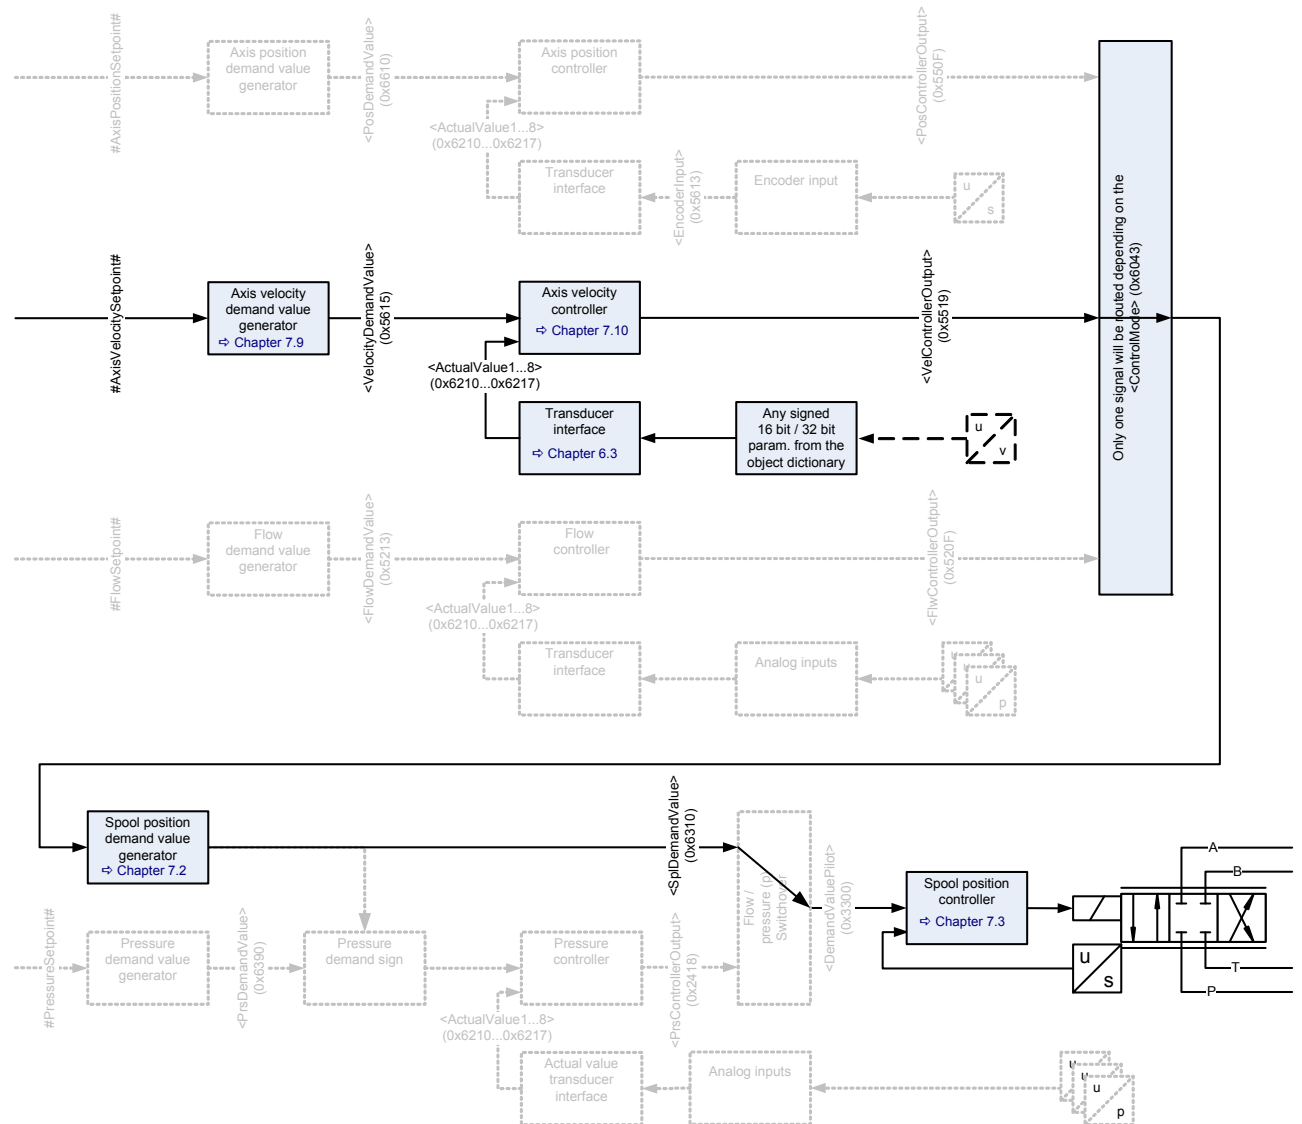 #AxisPositionSetpoint#
Axis position
demand value
generator
<PosDemandValue>
(0x6610)
Axis position
controller
<PosControllerOutput>
(0x550F)
<ActualValue1...8>
(0x6210...0x6217)
Transducer
interface
<EncoderInput>
(0x5613)
Encoder input
u
s
Only one signal will be routed depending on the
<ControlMode> (0x6043)
#AxisVelocitySetpoint#
Axis velocity
demand value
generator
⇨ Chapter 7.9
<VelocityDemandValue>
(0x5615)
Axis velocity
controller
⇨ Chapter 7.10
<VelControllerOutput>
(0x5519)
<ActualValue1...8>
(0x6210...0x6217)
Transducer
interface
⇨ Chapter 6.3
Any signed
16 bit / 32 bit
param. from the
object dictionary
u
v
#FlowSetpoint#
Flow
demand value
generator
<FlowDemandValue>
(0x5213)
Flow
controller
<FlwControllerOutput>
(0x520F)
<ActualValue1...8>
(0x6210...0x6217)
Transducer
interface
Analog inputs
u
u
u
p
Spool position
demand value
generator
⇨ Chapter 7.2
<SplDemandValue>
(0x6310)
Flow /
pressure (p)
Switchover
<DemandValuePilot>
(0x3300)
Spool position
controller
⇨ Chapter 7.3
A
B
T
P
u
s
#PressureSetpoint#
Pressure
demand value
generator
<PrsDemandValue>
(0x6390)
Pressure
demand sign
Pressure
controller
<PrsControllerOutput>
(0x2418)
<ActualValue1...8>
(0x6210...0x6217)
Actual value
transducer
interface
Analog inputs
u
u
u
p